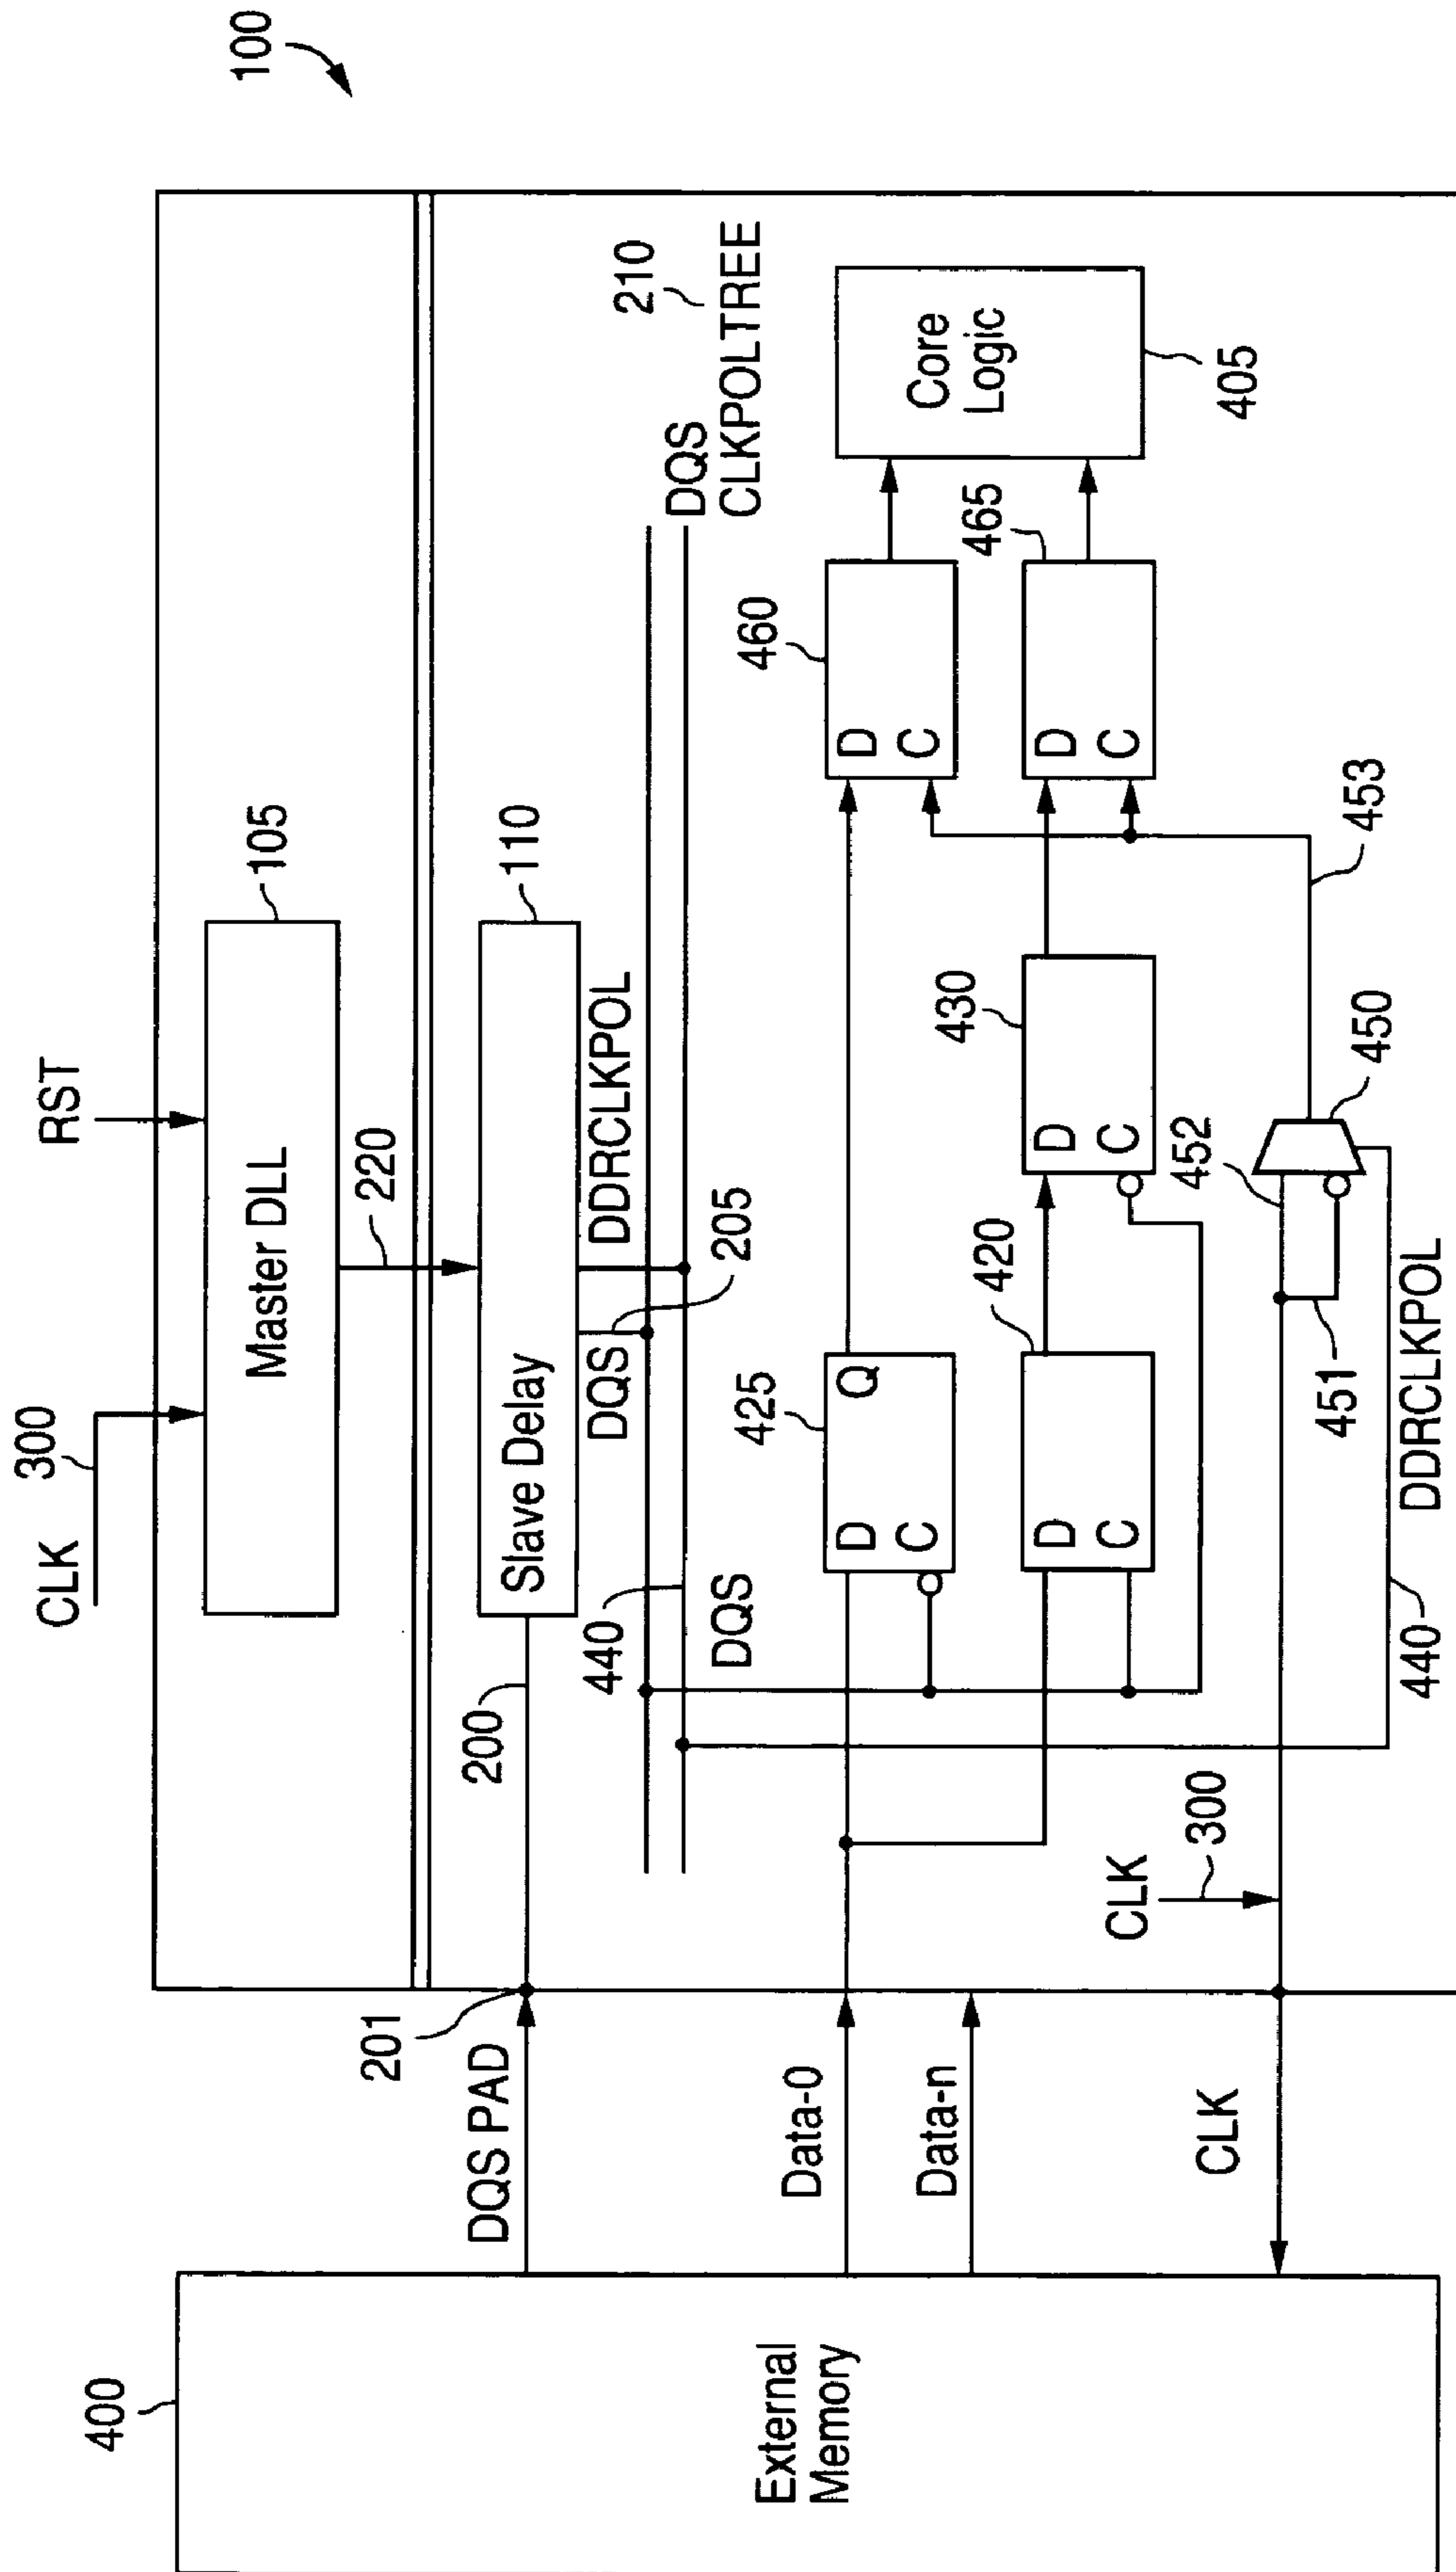 100
CLK
300
RST
Master DLL
105
220
Slave Delay
110
200
201
DQS PAD
DQS
205
DDRCLKPOL
DQS
CLKPOLTREE
210
440
DQS
400
External
Memory
Data-0
Data-n
CLK
CLK
300
D
C
Q
425
D
C
420
D
C
430
D
C
460
D
C
465
Core
Logic
405
451
452
450
453
440
DDRCLKPOL